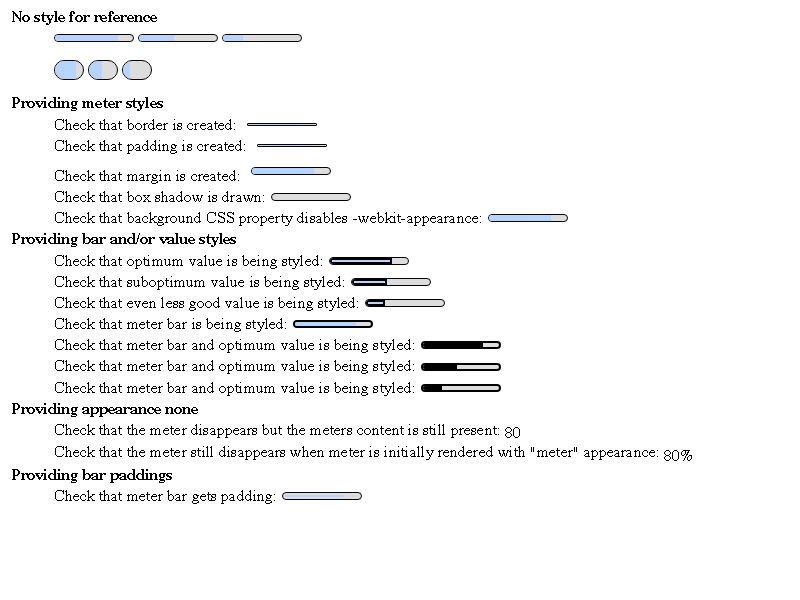 No style for reference
Providing meter styles
Check that border is created:
Check that padding is created:
Check that margin is created:
Check that box shadow is drawn:
Check that background CSS property disables -webkit-appearance:
Providing bar and/or value styles
Check that optimum value is being styled:
Check that suboptimum value is being styled:
Check that even less good value is being styled:
Check that meter bar is being styled:
Check that meter bar and optimum value is being styled:
Check that meter bar and optimum value is being styled:
Check that meter bar and optimum value is being styled:
Providing appearance none
Check that the meter disappears but the meters content is still present: 80
Check that the meter still disappears when meter is initially rendered with "meter" appearance: 80%
Providing bar paddings
Check that meter bar gets padding: